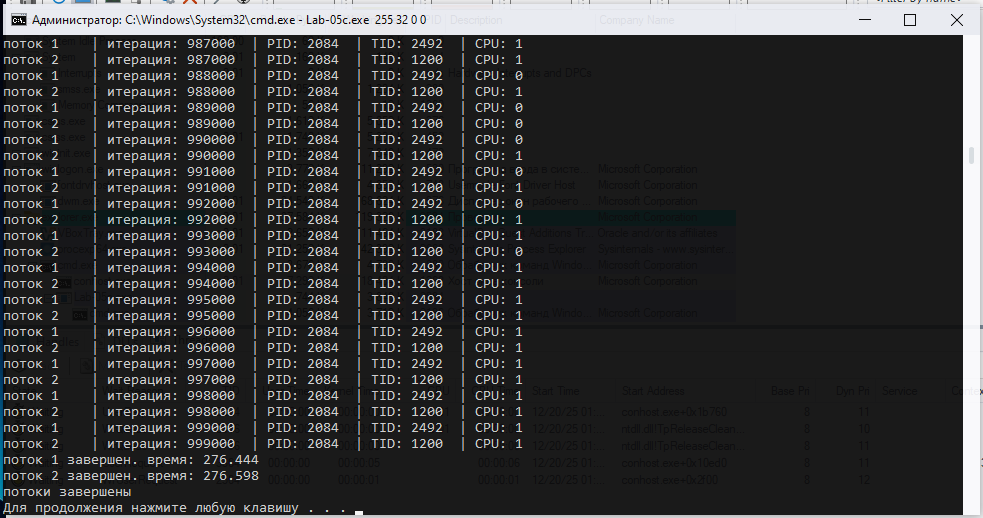 Администратор: C:\Windows\System32\cmd.exe - Lab-05c.exe 255 32 0 0
поток 1 | итерация: 987000 | PID: 2084 | TID: 2492 | CPU: 1
поток 2 | итерация: 987000 | PID: 2084 | TID: 1200 | CPU: 1
поток 1 | итерация: 988000 | PID: 2084 | TID: 2492 | CPU: 0
поток 2 | итерация: 988000 | PID: 2084 | TID: 1200 | CPU: 1
поток 1 | итерация: 989000 | PID: 2084 | TID: 2492 | CPU: 0
поток 2 | итерация: 989000 | PID: 2084 | TID: 1200 | CPU: 0
поток 1 | итерация: 990000 | PID: 2084 | TID: 2492 | CPU: 0
поток 2 | итерация: 990000 | PID: 2084 | TID: 1200 | CPU: 1
поток 1 | итерация: 991000 | PID: 2084 | TID: 2492 | CPU: 0
поток 2 | итерация: 991000 | PID: 2084 | TID: 1200 | CPU: 1
поток 1 | итерация: 992000 | PID: 2084 | TID: 2492 | CPU: 0
поток 2 | итерация: 992000 | PID: 2084 | TID: 1200 | CPU: 1
поток 1 | итерация: 993000 | PID: 2084 | TID: 2492 | CPU: 1
поток 2 | итерация: 993000 | PID: 2084 | TID: 1200 | CPU: 0
поток 1 | итерация: 994000 | PID: 2084 | TID: 2492 | CPU: 1
поток 2 | итерация: 994000 | PID: 2084 | TID: 1200 | CPU: 1
поток 1 | итерация: 995000 | PID: 2084 | TID: 2492 | CPU: 1
поток 2 | итерация: 995000 | PID: 2084 | TID: 1200 | CPU: 1
поток 1 | итерация: 996000 | PID: 2084 | TID: 2492 | CPU: 1
поток 2 | итерация: 996000 | PID: 2084 | TID: 1200 | CPU: 1
поток 1 | итерация: 997000 | PID: 2084 | TID: 2492 | CPU: 1
поток 2 | итерация: 997000 | PID: 2084 | TID: 1200 | CPU: 1
поток 1 | итерация: 998000 | PID: 2084 | TID: 2492 | CPU: 1
поток 2 | итерация: 998000 | PID: 2084 | TID: 1200 | CPU: 1
поток 1 | итерация: 999000 | PID: 2084 | TID: 2492 | CPU: 1
поток 2 | итерация: 999000 | PID: 2084 | TID: 1200 | CPU: 1
поток 1 завершен. время: 276.444
поток 2 завершен. время: 276.598
потоки завершены
Для продолжения нажмите любую клавишу . . .